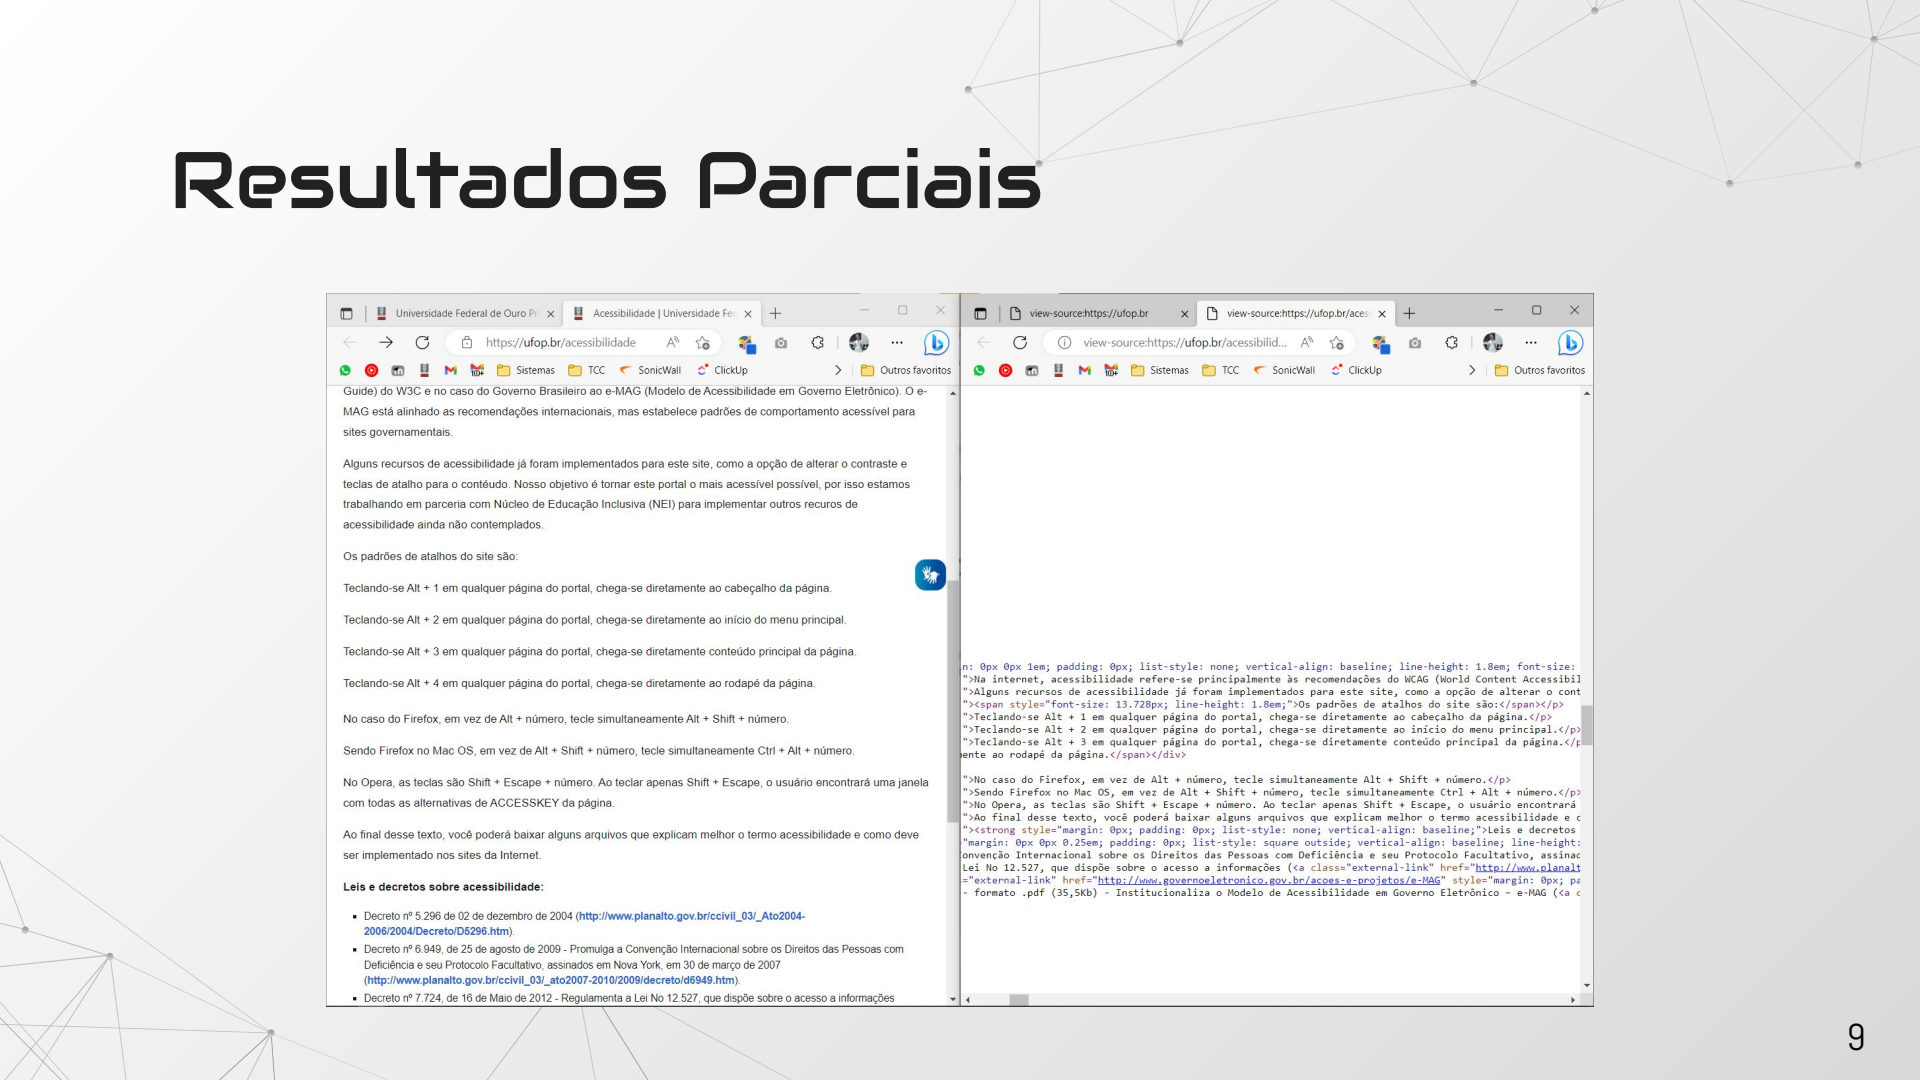 Resultados Parciais
Universidade Federal de Ouro Pr
Acessibilidade | Universidade Fed
https://ufop.br/acessibilidade
Sistemas
TCC
SonicWall
ClickUp
Outros favoritos
Guide) do W3C e no caso do Governo Brasileiro ao e-MAG (Modelo de Acessibilidade em Governo Eletrônico). O e-
MAG está alinhado as recomendações internacionais, mas estabelece padrões de comportamento acessível para
sites governamentais.
Alguns recursos de acessibilidade já foram implementados para este site, como a opção de alterar o contraste e
teclas de atalho para o contéudo. Nosso objetivo é tornar este portal o mais acessível possível, por isso estamos
trabalhando em parceria com Núcleo de Educação Inclusiva (NEI) para implementar outros recuros de
acessibilidade ainda não contemplados.
Os padrões de atalhos do site são:
Teclando-se Alt + 1 em qualquer página do portal, chega-se diretamente ao cabeçalho da página.
Teclando-se Alt + 2 em qualquer página do portal, chega-se diretamente ao início do menu principal.
Teclando-se Alt + 3 em qualquer página do portal, chega-se diretamente conteúdo principal da página.
Teclando-se Alt + 4 em qualquer página do portal, chega-se diretamente ao rodapé da página.
No caso do Firefox, em vez de Alt + número, tecle simultaneamente Alt + Shift + número.
Sendo Firefox no Mac OS, em vez de Alt + Shift + número, tecle simultaneamente Ctrl + Alt + número.
No Opera, as teclas são Shift + Escape + número. Ao teclar apenas Shift + Escape, o usuário encontrará uma janela
com todas as alternativas de ACCESSKEY da página.
Ao final desse texto, você poderá baixar alguns arquivos que explicam melhor o termo acessibilidade e como deve
ser implementado nos sites da Internet.
Leis e decretos sobre acessibilidade:
Decreto nº 5.296 de 02 de dezembro de 2004 (http://www.planalto.gov.br/ccivil_03/_Ato2004-
2006/2004/Decreto/D5296.htm).
Decreto nº 6.949, de 25 de agosto de 2009 - Promulga a Convenção Internacional sobre os Direitos das Pessoas com
Deficiência e seu Protocolo Facultativo, assinados em Nova York, em 30 de março de 2007
(http://www.planalto.gov.br/ccivil_03/_ato2007-2010/2009/decreto/d6949.htm).
Decreto nº 7.724, de 16 de Maio de 2012 - Regulamenta a Lei No 12.527, que dispõe sobre o acesso a informações
view-source:https://ufop.br
view-source:https://ufop.br/aces
view-source:https://ufop.br/acessibilid...
Sistemas
TCC
SonicWall
ClickUp
Outros favoritos
n: 0px 0px 1em; padding: 0px; list-style: none; vertical-align: baseline; line-height: 1.8em; font-size:
">Na internet, acessibilidade refere-se principalmente às recomendações do WCAG (World Content Accessibil
">Alguns recursos de acessibilidade já foram implementados para este site, como a opção de alterar o cont
"><span style="font-size: 13.728px; line-height: 1.8em;">Os padrões de atalhos do site são:</span></p>
">Teclando-se Alt + 1 em qualquer página do portal, chega-se diretamente ao cabeçalho da página.</p>
">Teclando-se Alt + 2 em qualquer página do portal, chega-se diretamente ao início do menu principal.</p>
">Teclando-se Alt + 3 em qualquer página do portal, chega-se diretamente conteúdo principal da página.</p
ente ao rodapé da página.</span></div>
">No caso do Firefox, em vez de Alt + número, tecle simultaneamente Alt + Shift + número.</p>
">Sendo Firefox no Mac OS, em vez de Alt + Shift + número, tecle simultaneamente Ctrl + Alt + número.</p>
">No Opera, as teclas são Shift + Escape + número. Ao teclar apenas Shift + Escape, o usuário encontrará
">Ao final desse texto, você poderá baixar alguns arquivos que explicam melhor o termo acessibilidade e c
"><strong style="margin: 0px; padding: 0px; list-style: none; vertical-align: baseline;">Leis e decretos
"margin: 0px 0px 0.25em; padding: 0px; list-style: square outside; vertical-align: baseline; line-height:
Convenção Internacional sobre os Direitos das Pessoas com Deficiência e seu Protocolo Facultativo, assinad
Lei No 12.527, que dispõe sobre o acesso a informações (<a class="external-link" href="http://www.planalt
="external-link" href="http://www.governoeletronico.gov.br/acoes-e-projetos/e-MAG" style="margin: 0px; pa
- formato .pdf (35,5Kb) - Institucionaliza o Modelo de Acessibilidade em Governo Eletrônico – e-MAG (<a c
9